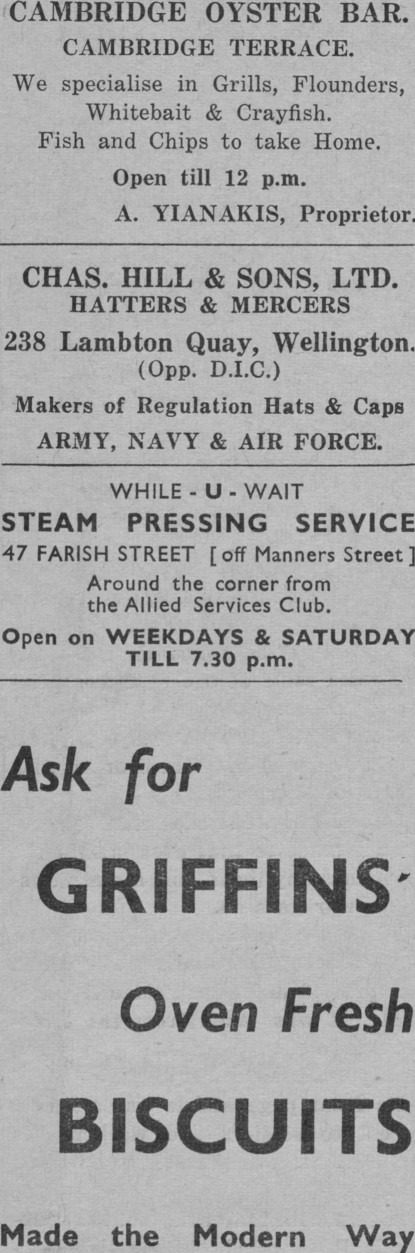 CAMBRIDGE OYSTER BAR.
CAMBRIDGE TERRACE.
We specialise in Grills, Flounders,
Whitebait & Crayfish.
Fish and Chips to take Home.
Open till 12 p.m.
A. YIANAKIS, Proprietor.
CHAS. HILL & SONS, LTD.
HATTERS & MERCERS
238 Lambton Quay, Wellington.
(Opp. D.I.C.)
Makers of Regulation Hats & Caps
ARMY, NAVY & AIR FORCE.
WHILE - U - WAIT
STEAM PRESSING SERVICE
47 FARISH STREET [ off Manners Street ]
Around the corner from
the Allied Services Club.
Open on WEEKDAYS & SATURDAY
TILL 7.30 p.m.
Ask for
GRIFFINS'
Oven Fresh
BISCUITS
Made the Modern Way